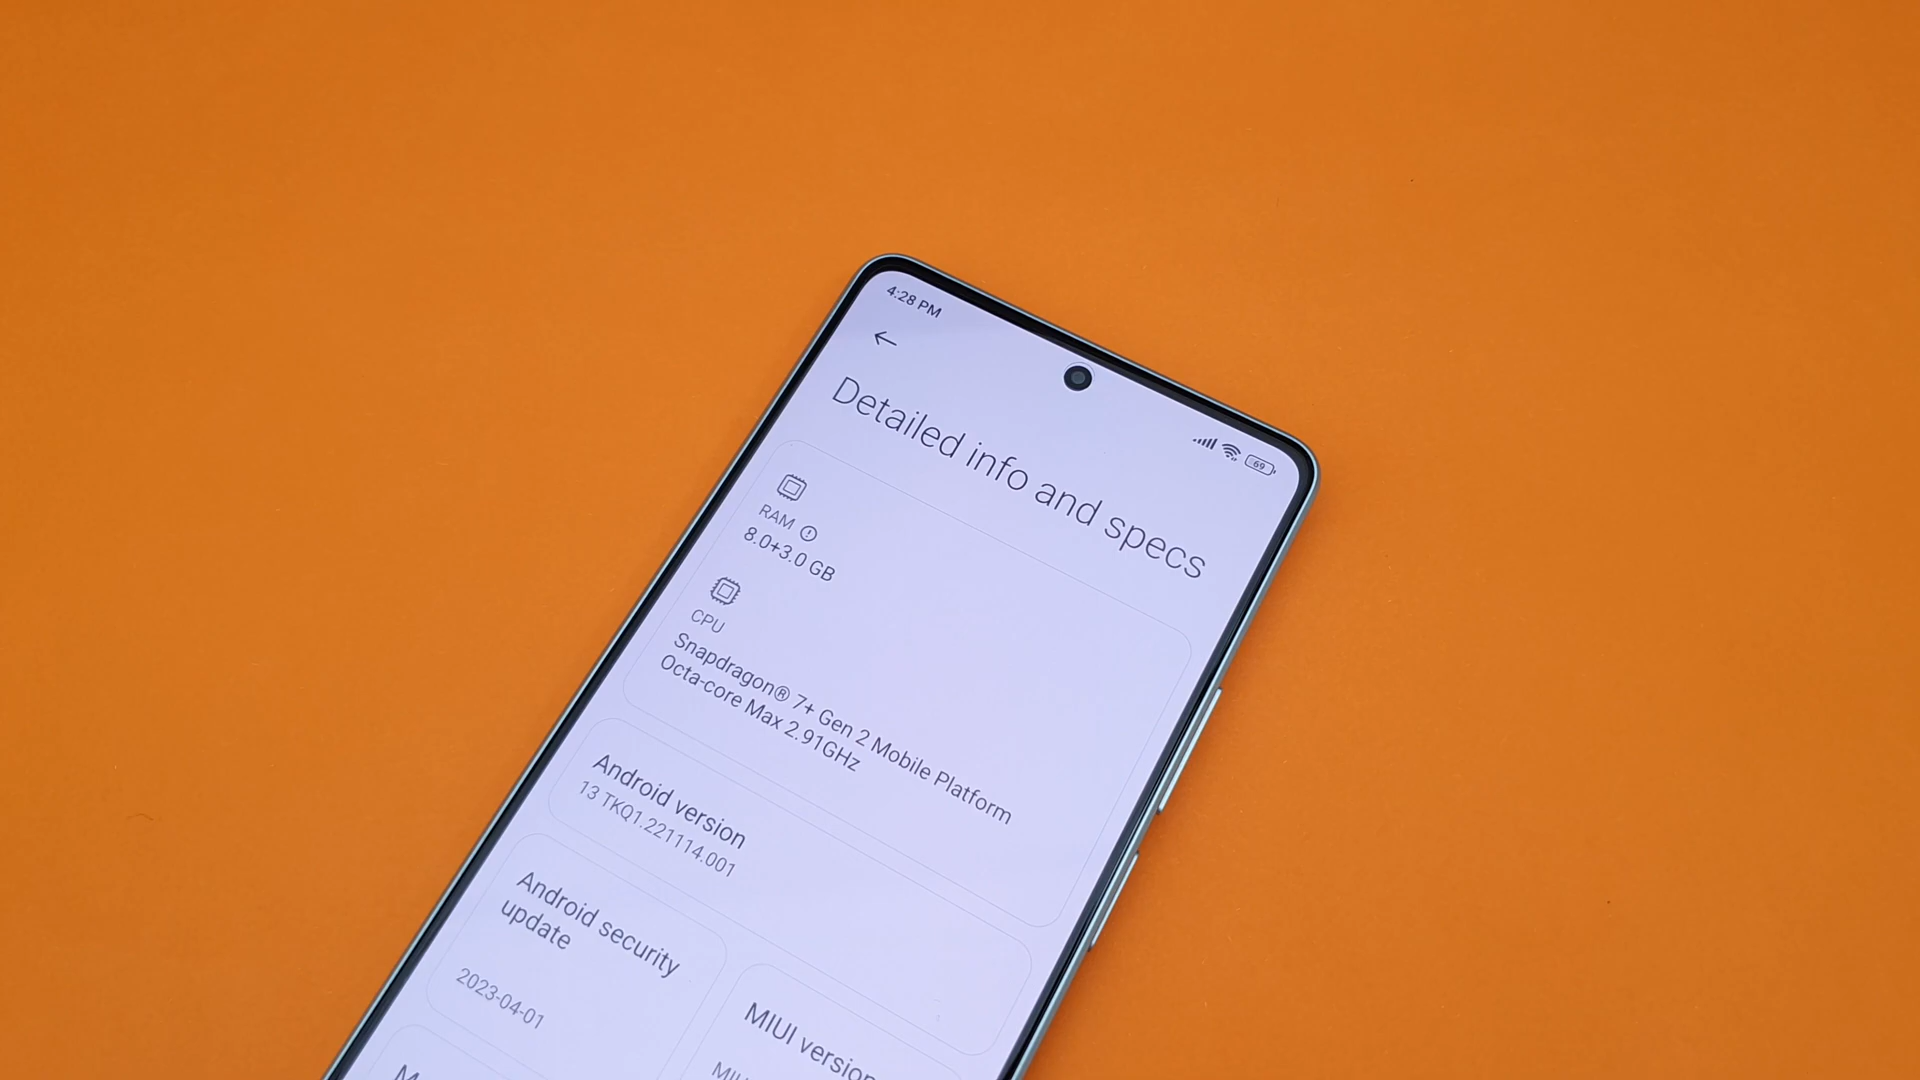 4:28 PM
69
Detailed info and specs
RAM
8.0+3.0 GB
CPU
Snapdragon® 7+ Gen 2 Mobile Platform
Octa-core Max 2.91GHz
Android version
13 TKQ1.221114.001
Android security
update
2023-04-01
MIUI version